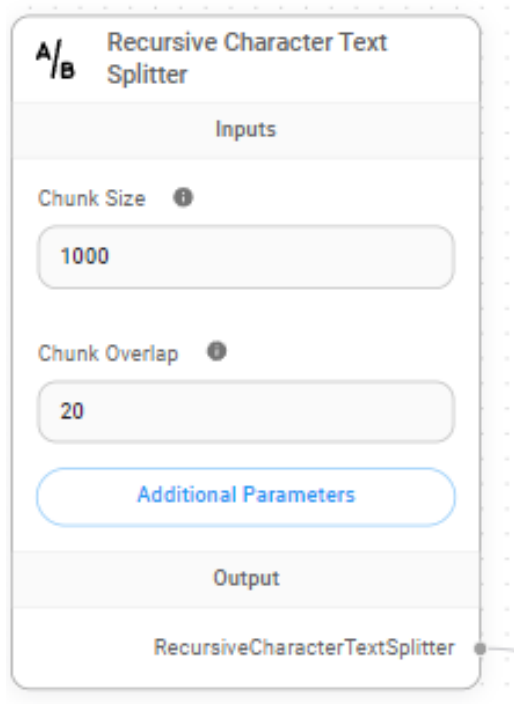 A/B
Recursive Character Text
Splitter
Inputs
Chunk Size
1000
Chunk Overlap
20
Additional Parameters
Output
RecursiveCharacterTextSplitter